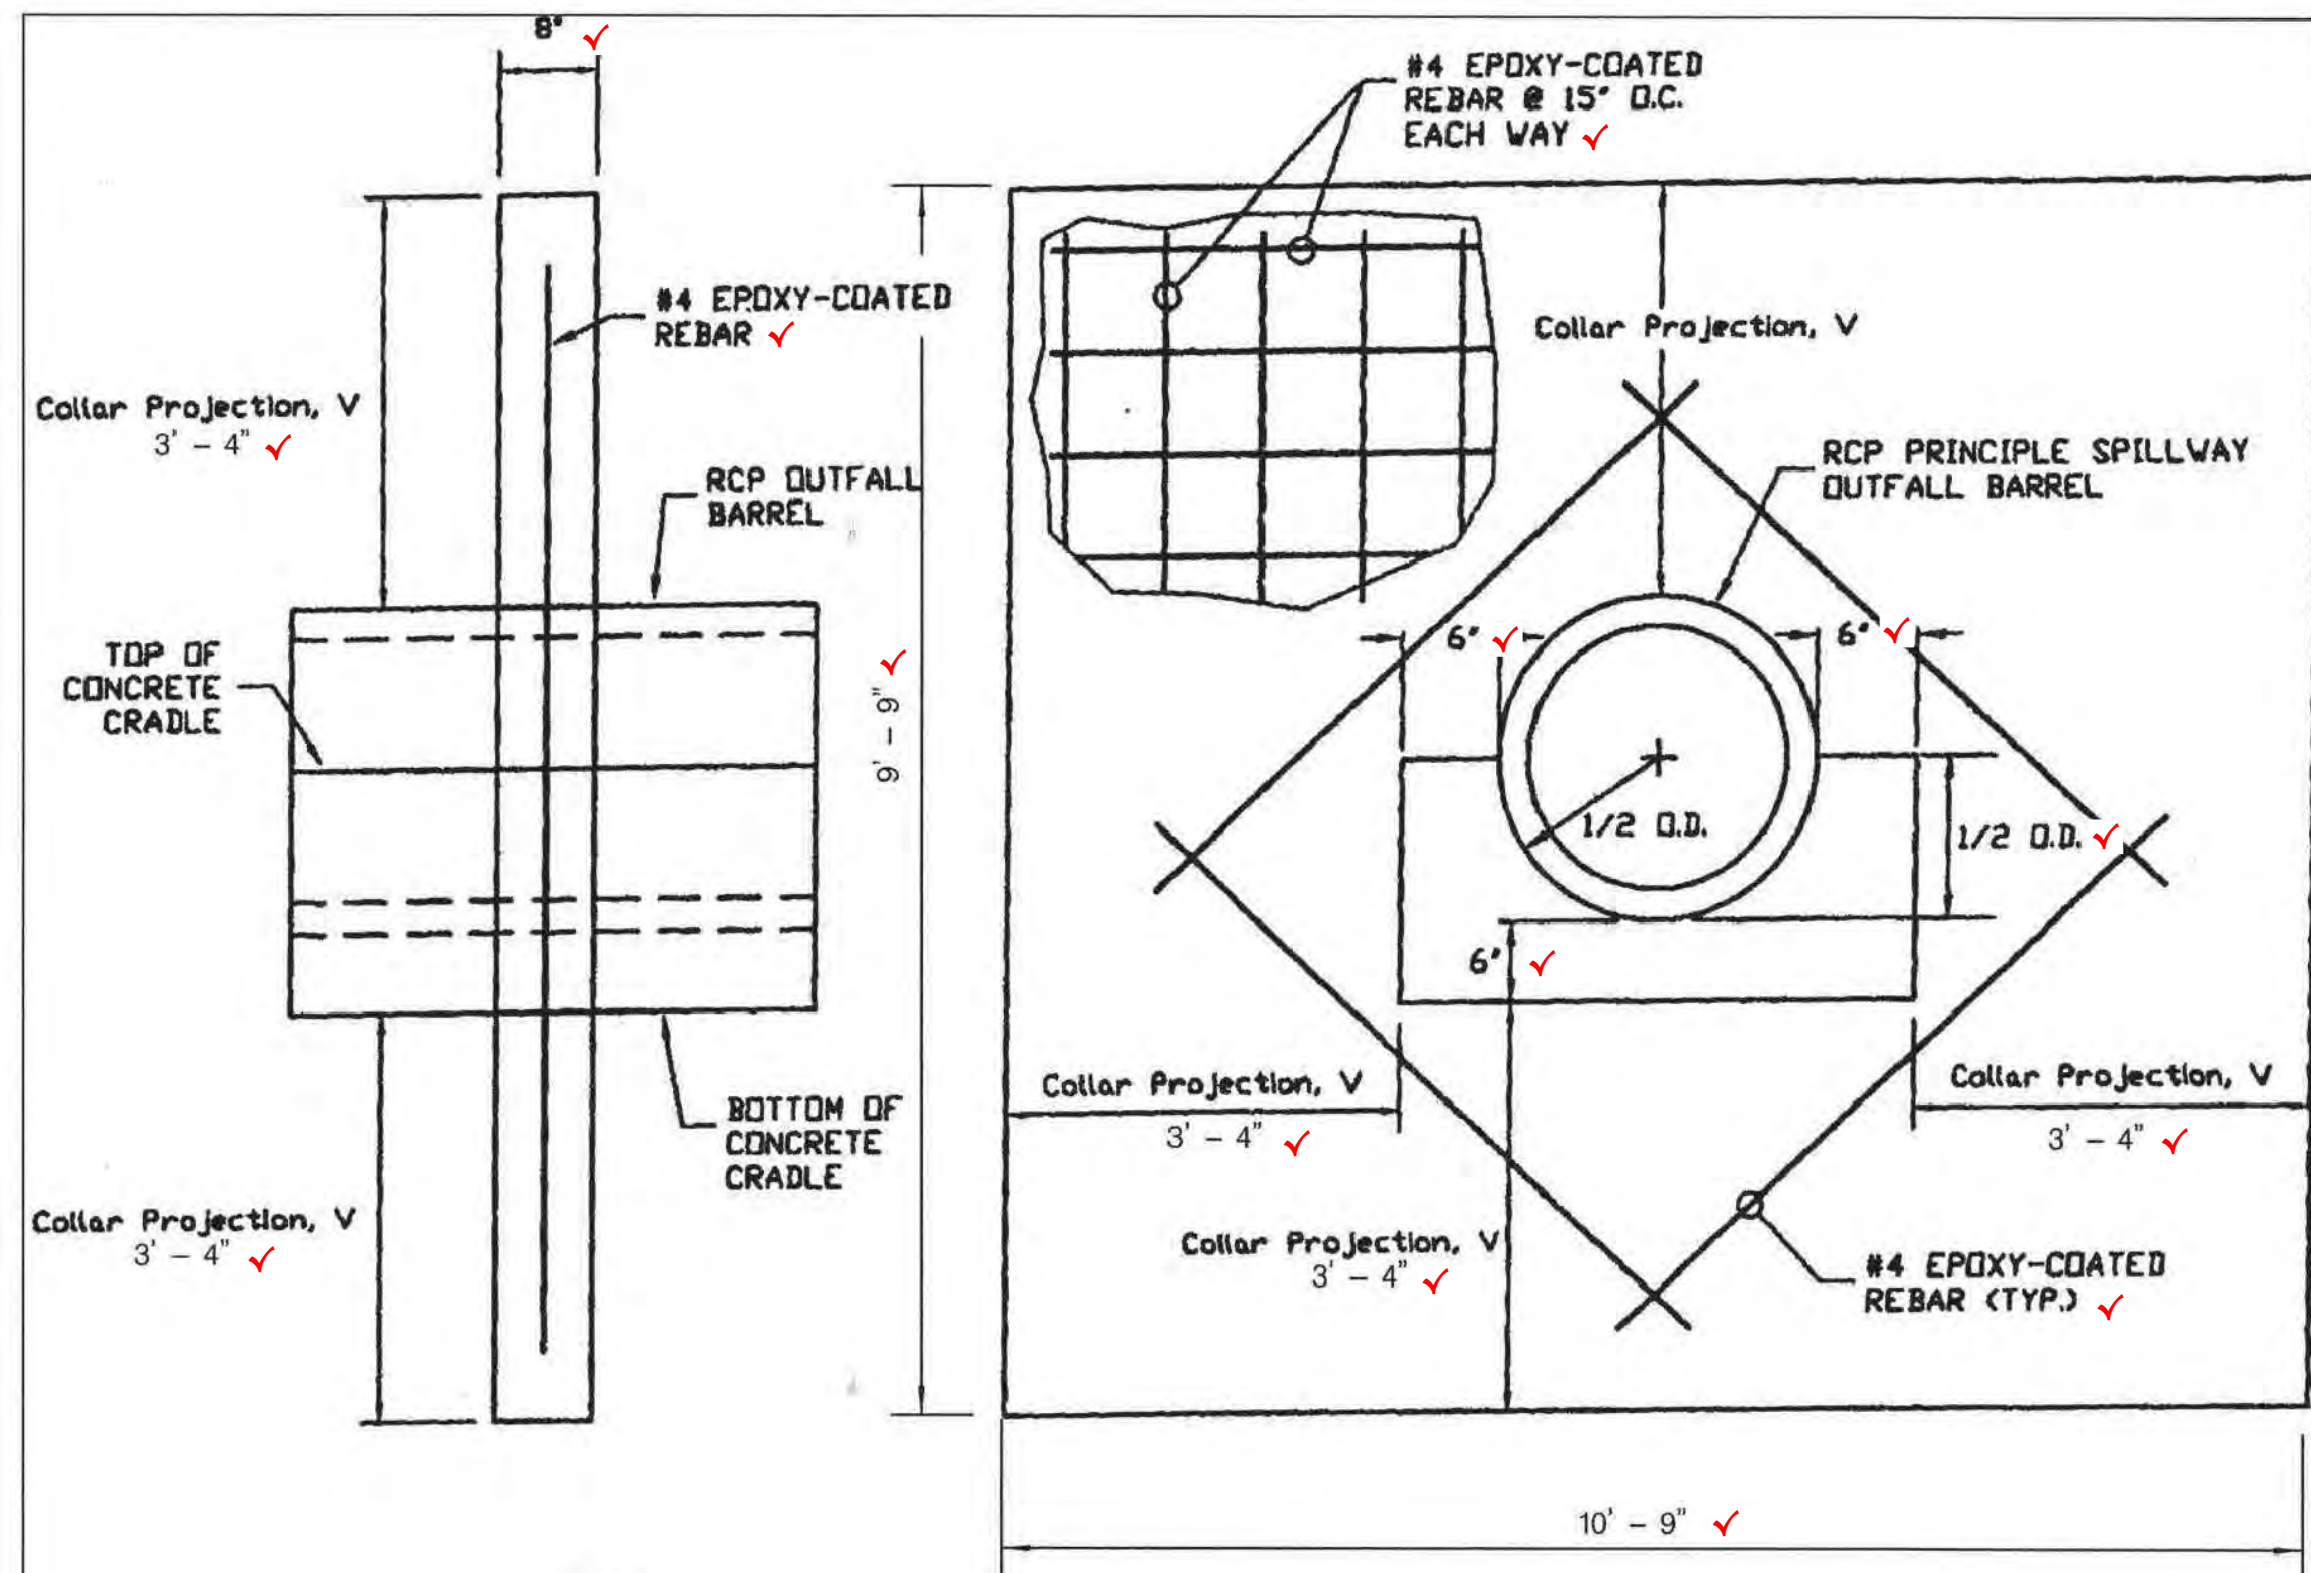 8"
#4 EPOXY-COATED
REBAR @ 15" O.C.
EACH WAY
#4 EPOXY-COATED
REBAR
Collar Projection, V
3' – 4"
Collar Projection, V
RCP OUTFALL
BARREL
RCP PRINCIPLE SPILLWAY
OUTFALL BARREL
TOP OF
CONCRETE
CRADLE
9' – 9"
6"
6"
1/2 O.D.
1/2 O.D.
6"
BOTTOM OF
CONCRETE
CRADLE
Collar Projection, V
3' – 4"
Collar Projection, V
3' – 4"
Collar Projection, V
3' – 4"
Collar Projection, V
3' – 4"
#4 EPOXY-COATED
REBAR (TYP.)
10' – 9"